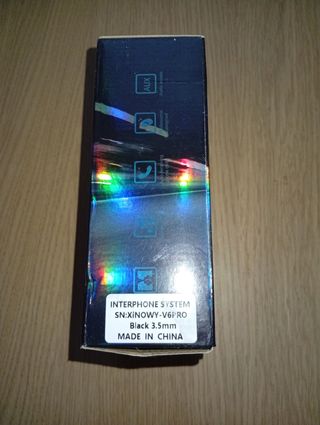 AUX
INTERPHONE SYSTEM
SN:XiNOWY-V6PRO
Black 3.5mm
MADE IN CHINA